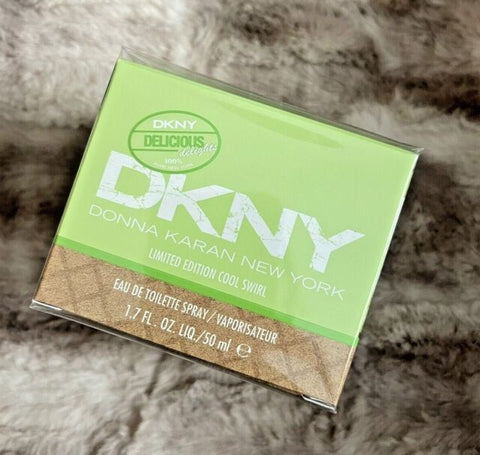 DKNY
DELICIOUS
delights
100%
DKNY
DONNA KARAN NEW YORK
LIMITED EDITION COOL SWIRL
EAU DE TOILETTE SPRAY / VAPORISATEUR
1.7 FL. OZ. LIQ./50 ml ℮